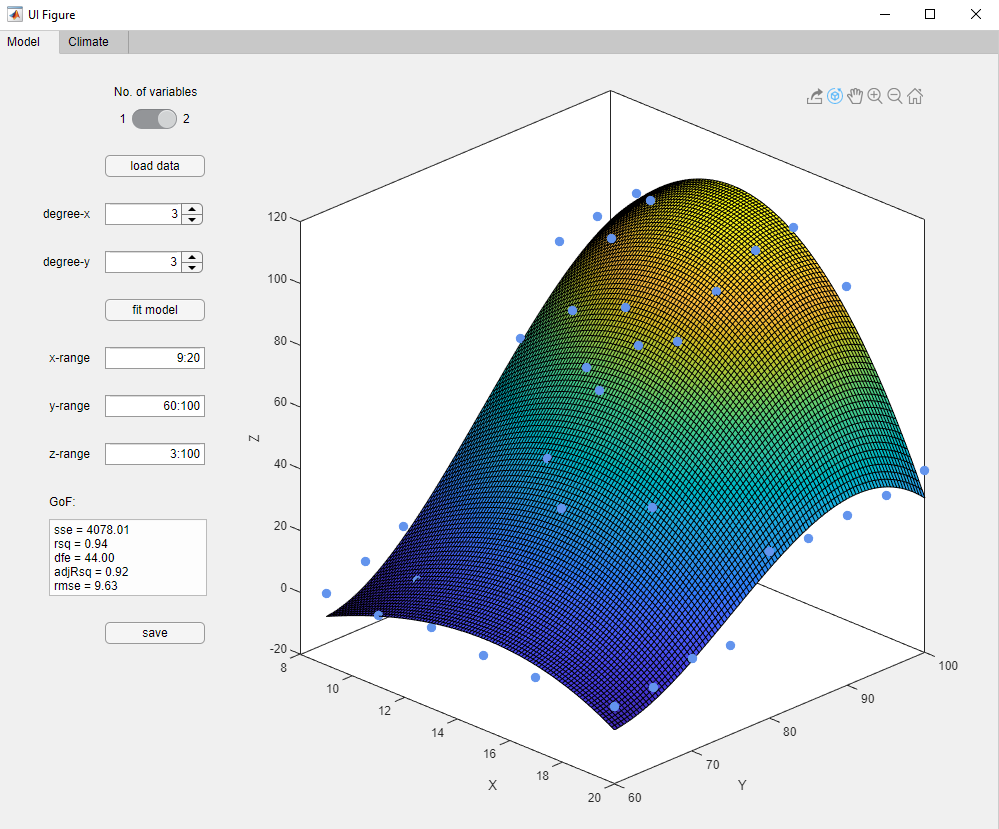 UI Figure
Model Climate
No. of variables
1 2
load data
degree-x 3
degree-y 3
fit model
x-range 9:20
y-range 60:100
z-range 3:100
GoF:
sse = 4078.01
rsq = 0.94
dfe = 44.00
adjRsq = 0.92
rmse = 9.63
save
120
100
80
60
40
20
0
-20
Z
8
10
12
14
16
18
20
X
60
70
80
90
100
Y